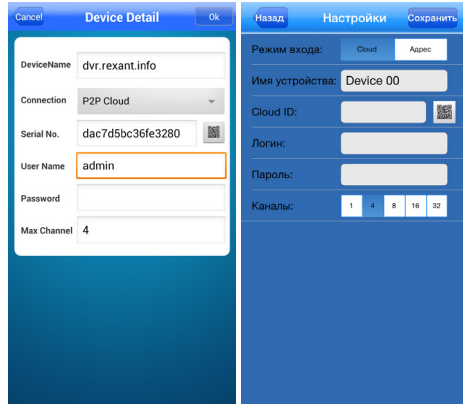 Cancel Device Detail Ok
DeviceName dvr.rexant.info
Connection P2P Cloud
Serial No. dac7d5bc36fe3280
User Name admin
Password
Max Channel 4
Назад Настройки Сохранить
Режим входа: Cloud Адрес
Имя устройства: Device 00
Cloud ID:
Логин:
Пароль:
Каналы: 1 4 8 16 32